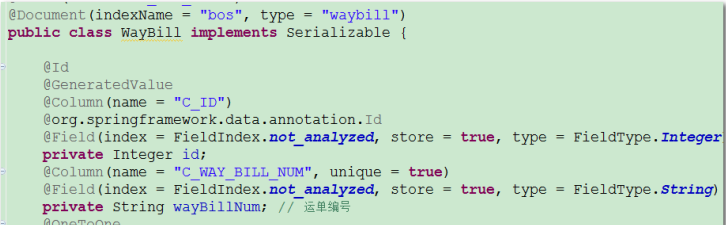 @Document(indexName = "bos", type = "waybill")
public class WayBill implements Serializable {
@Id
@GeneratedValue
@Column(name = "C_ID")
@org.springframework.data.annotation.Id
@Field(index = FieldIndex.not_analyzed, store = true, type = FieldType.Integer
private Integer id;
@Column(name = "C_WAY_BILL_NUM", unique = true)
@Field(index = FieldIndex.not_analyzed, store = true, type = FieldType.String)
private String wayBillNum; // 运单编号
@OneToOne